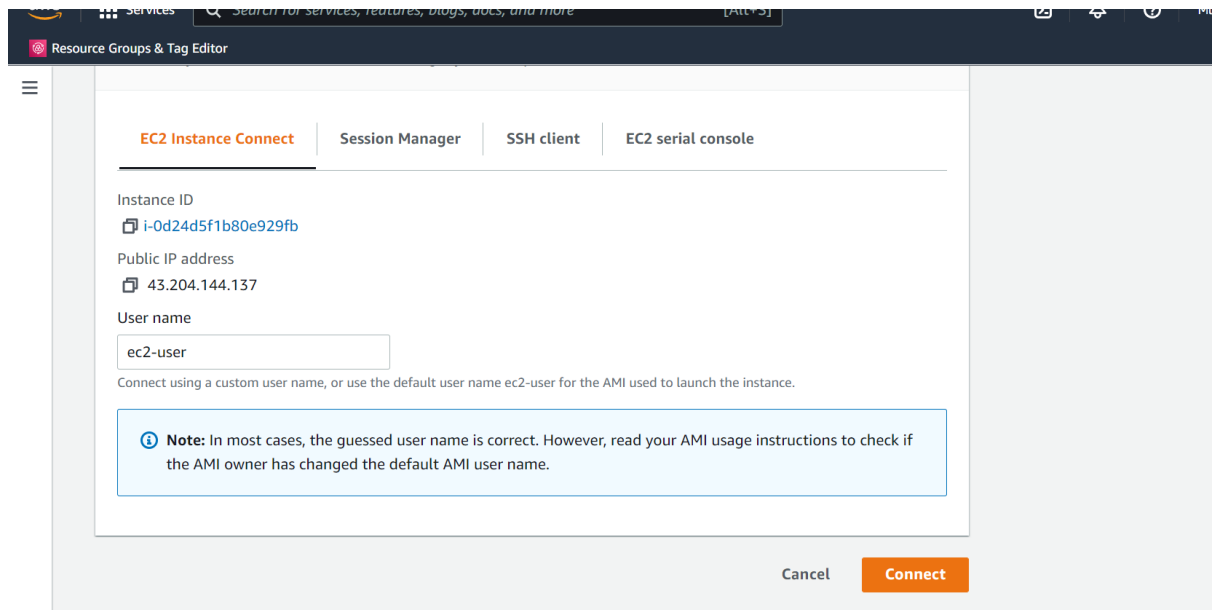 Services
Search for services, features, blogs, docs, and more
[Alt+S]
Resource Groups & Tag Editor
EC2 Instance Connect
Session Manager
SSH client
EC2 serial console
Instance ID
i-0d24d5f1b80e929fb
Public IP address
43.204.144.137
User name
ec2-user
Connect using a custom user name, or use the default user name ec2-user for the AMI used to launch the instance.
Note: In most cases, the guessed user name is correct. However, read your AMI usage instructions to check if
the AMI owner has changed the default AMI user name.
Cancel
Connect